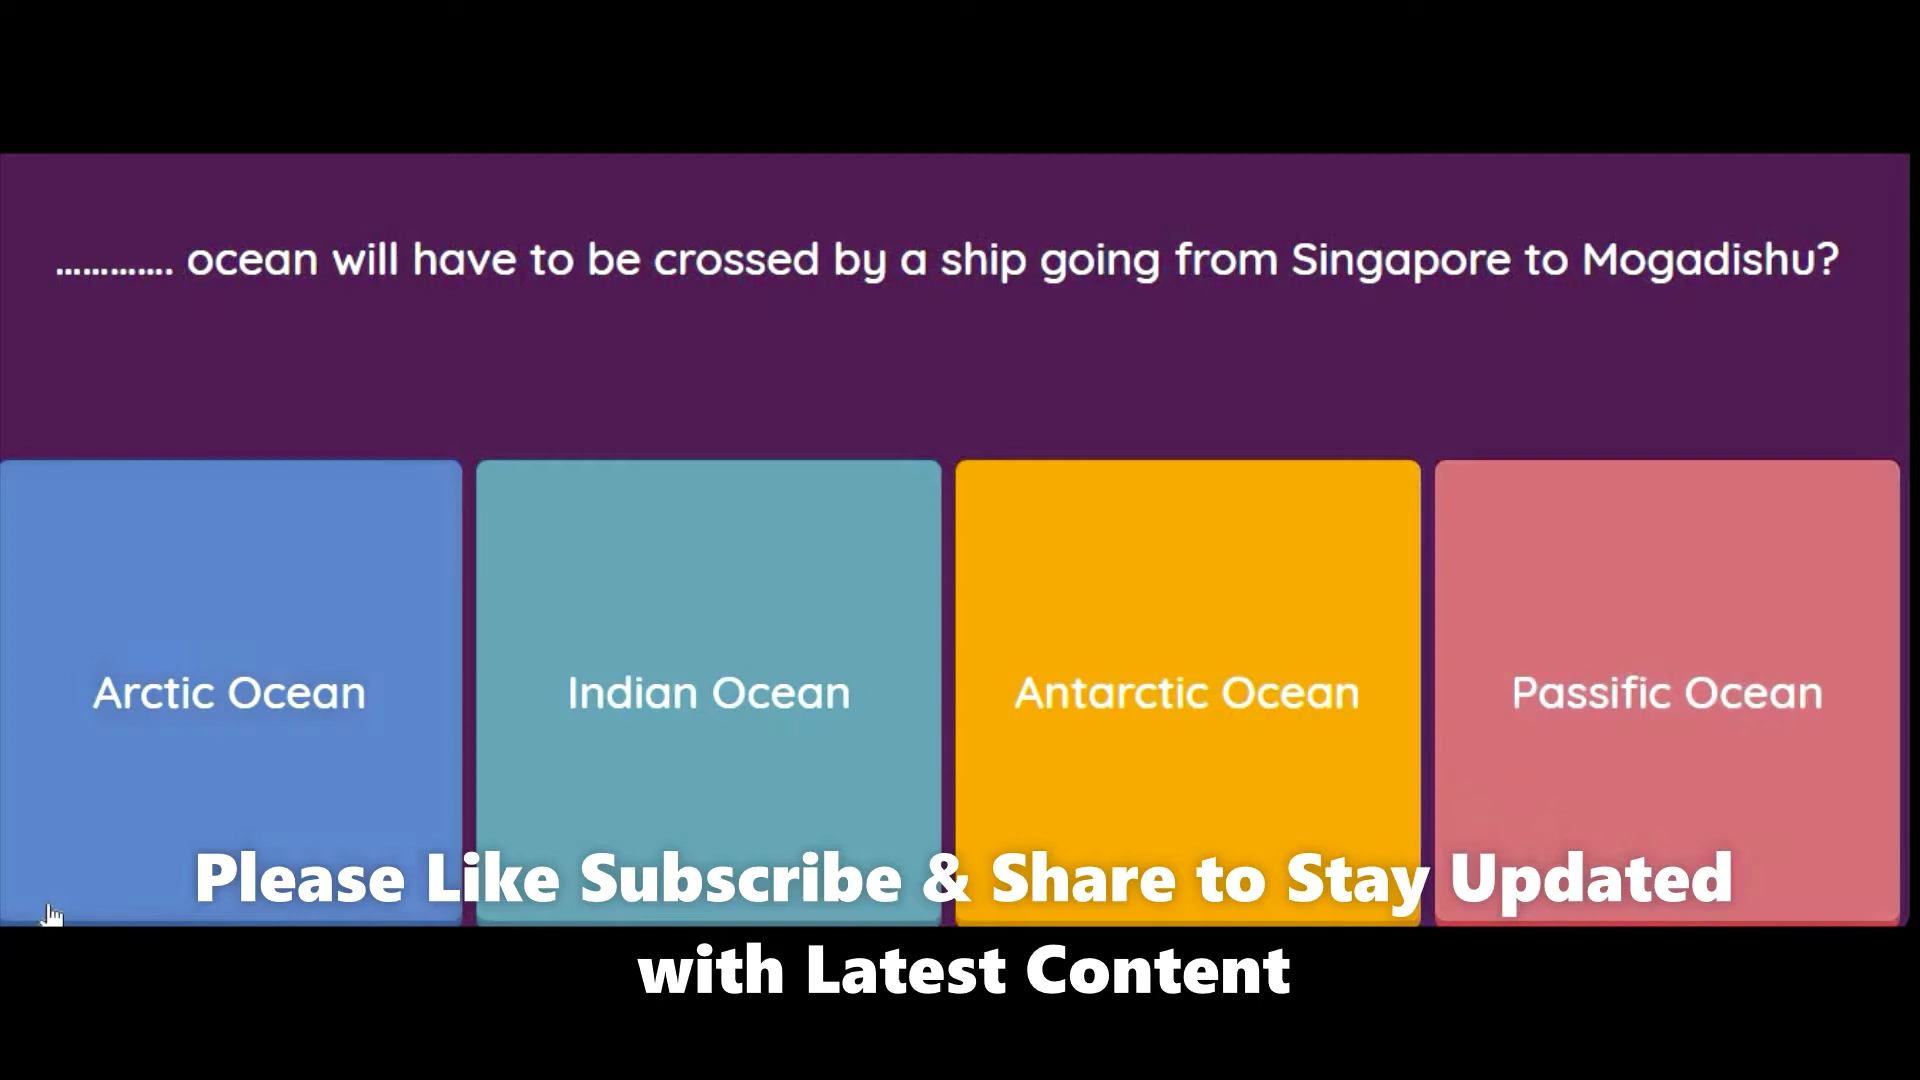 ............. ocean will have to be crossed by a ship going from Singapore to Mogadishu?
Arctic Ocean
Indian Ocean
Antarctic Ocean
Passific Ocean
Please Like Subscribe & Share to Stay Updated
with Latest Content